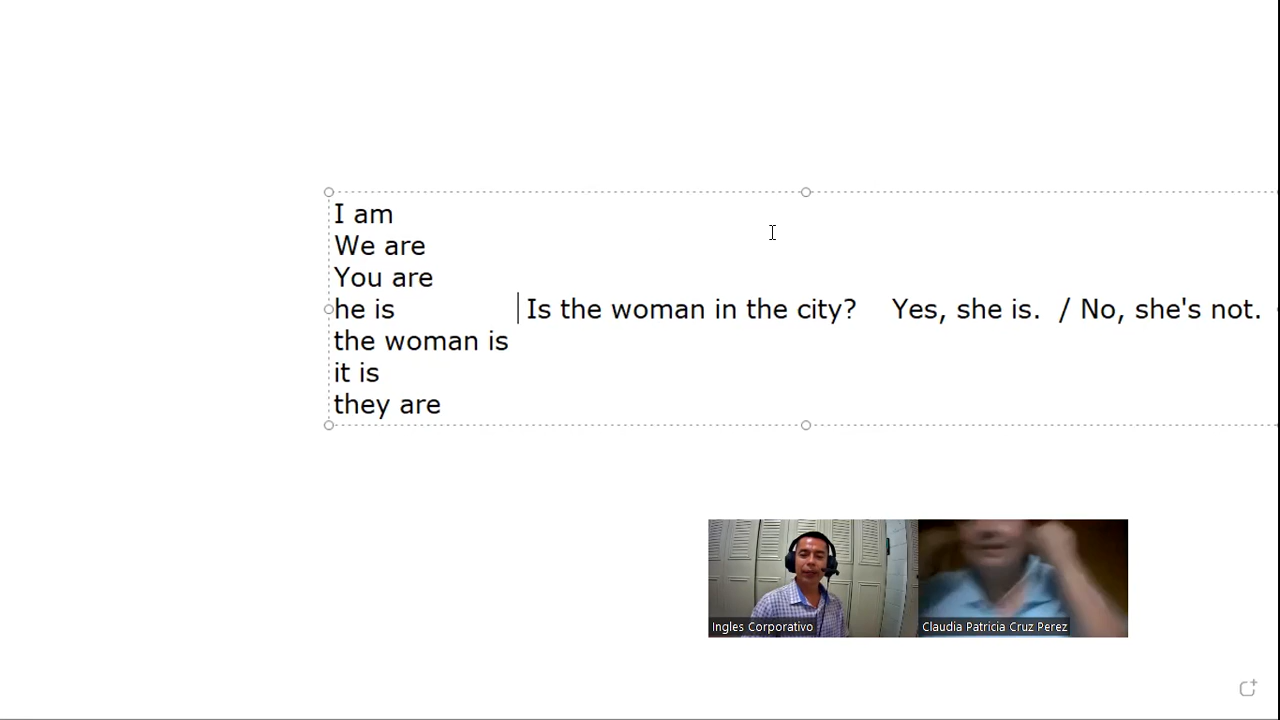 I am
We are
You are
he is Is the woman in the city? Yes, she is. / No, she's not.
the woman is
it is
they are
Ingles Corporativo
Claudia Patricia Cruz Perez